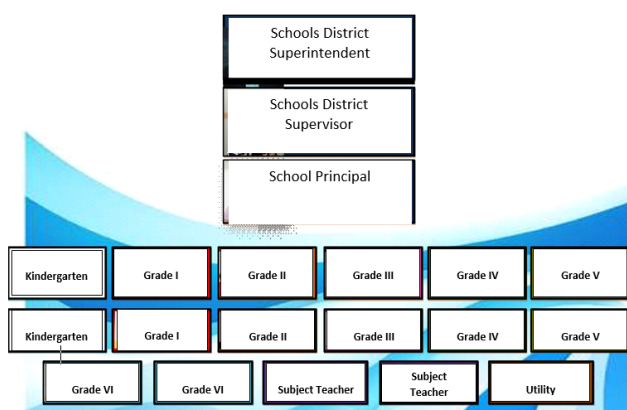 Schools District
Superintendent
Schools District
Supervisor
School Principal
Kindergarten
Grade I
Grade II
Grade III
Grade IV
Grade V
Kindergarten
Grade I
Grade II
Grade III
Grade IV
Grade V
Grade VI
Grade VI
Subject Teacher
Subject
Teacher
Utility